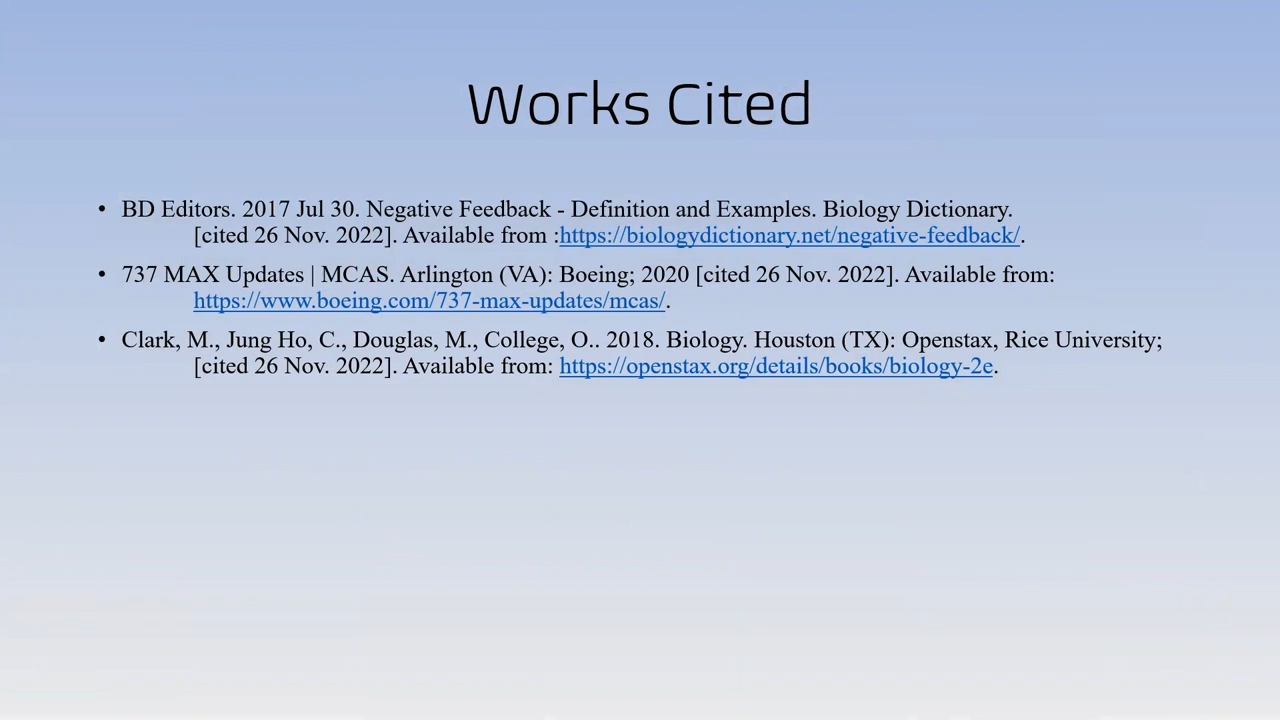 Works Cited
• BD Editors. 2017 Jul 30. Negative Feedback - Definition and Examples. Biology Dictionary.
[cited 26 Nov. 2022]. Available from :https://biologydictionary.net/negative-feedback/.
• 737 MAX Updates | MCAS. Arlington (VA): Boeing; 2020 [cited 26 Nov. 2022]. Available from:
https://www.boeing.com/737-max-updates/mcas/.
• Clark, M., Jung Ho, C., Douglas, M., College, O.. 2018. Biology. Houston (TX): Openstax, Rice University;
[cited 26 Nov. 2022]. Available from: https://openstax.org/details/books/biology-2e.